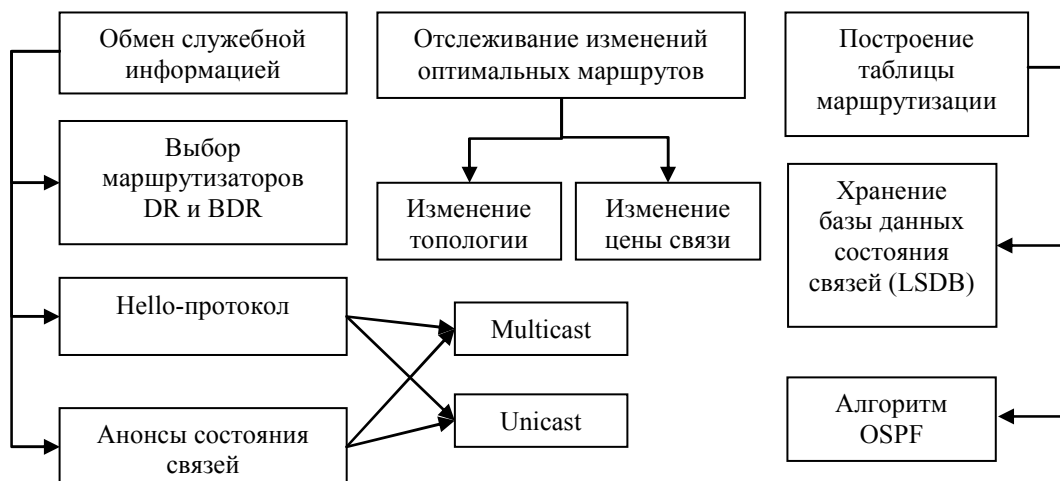 Обмен служебной
информацией
Отслеживание изменений
оптимальных маршрутов
Построение
таблицы
маршрутизации
Выбор
маршрутизаторов
DR и BDR
Изменение
топологии
Изменение
цены связи
Хранение
базы данных
состояния
связей (LSDB)
Hello-протокол
Multicast
Анонсы состояния
связей
Unicast
Алгоритм
OSPF